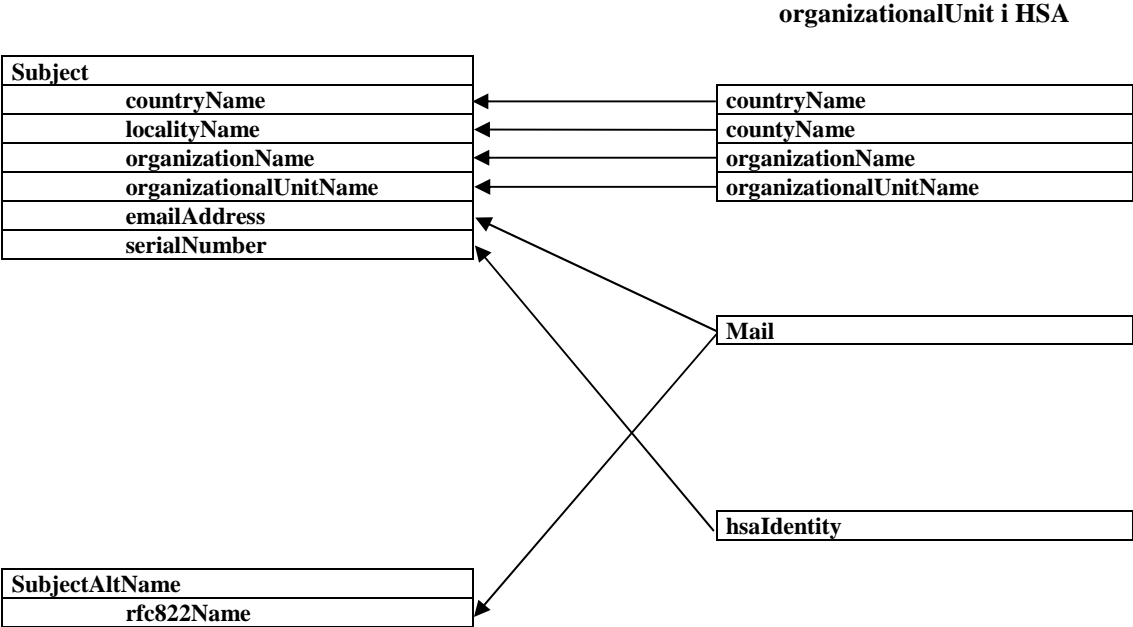 organizationalUnit i HSA
Subject
countryName
localityName
organizationName
organizationalUnitName
emailAddress
serialNumber
countryName
countyName
organizationName
organizationalUnitName
Mail
hsaIdentity
SubjectAltName
rfc822Name